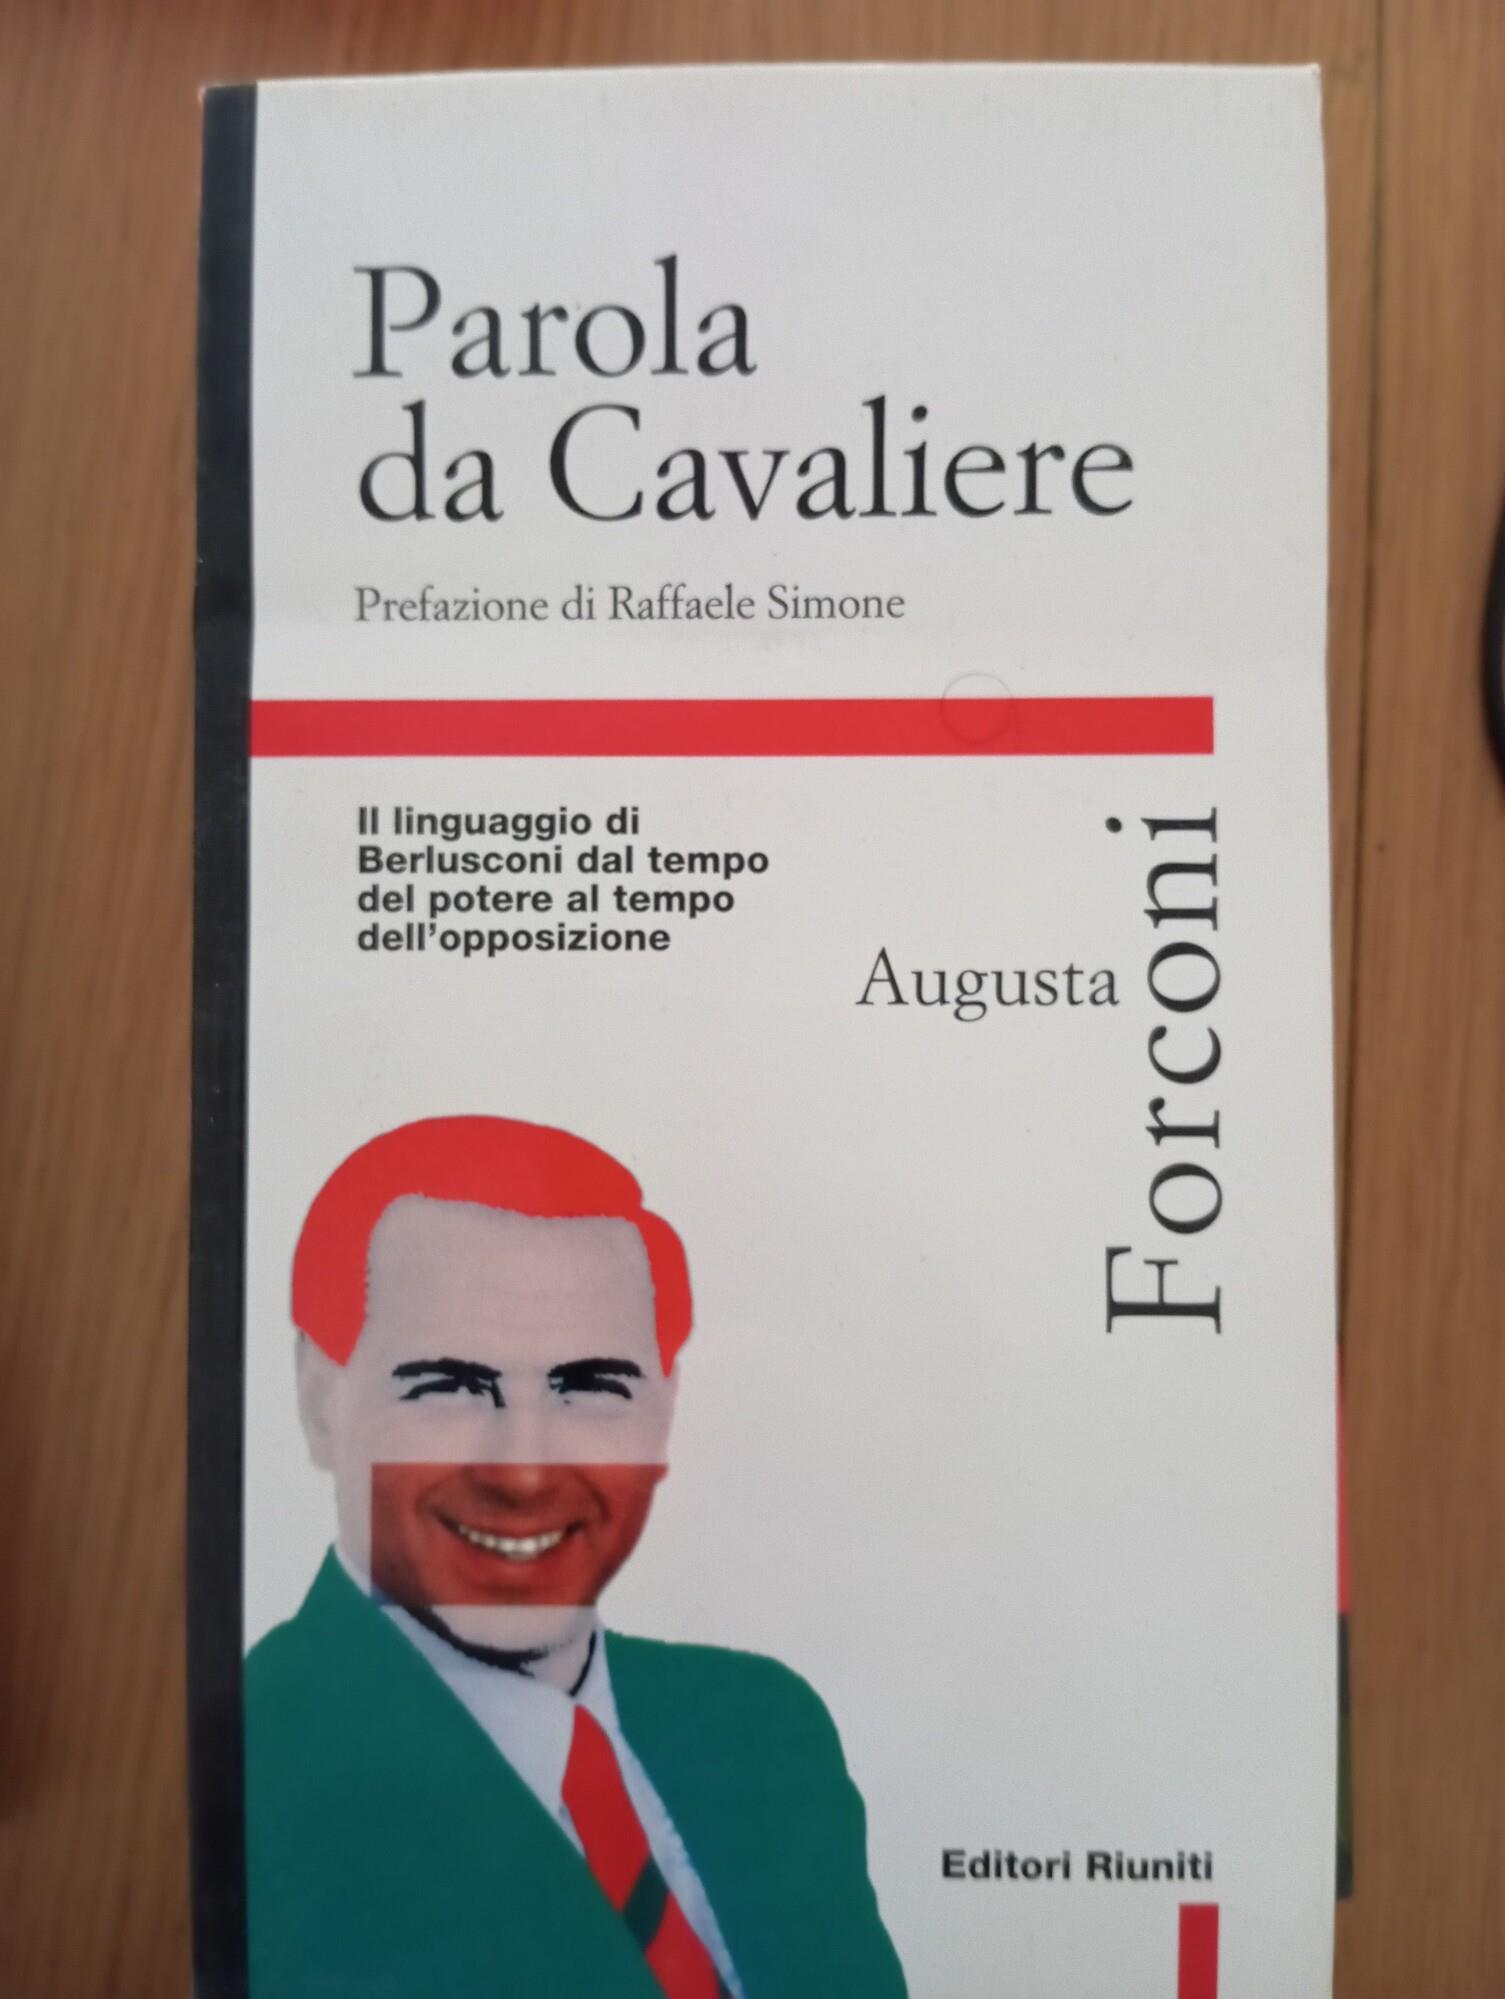 Parola
da Cavaliere
Prefazione di Raffaele Simone
Il linguaggio di
Berlusconi dal tempo
del potere al tempo
dell'opposizione
Augusta
Forconi
Editori Riuniti